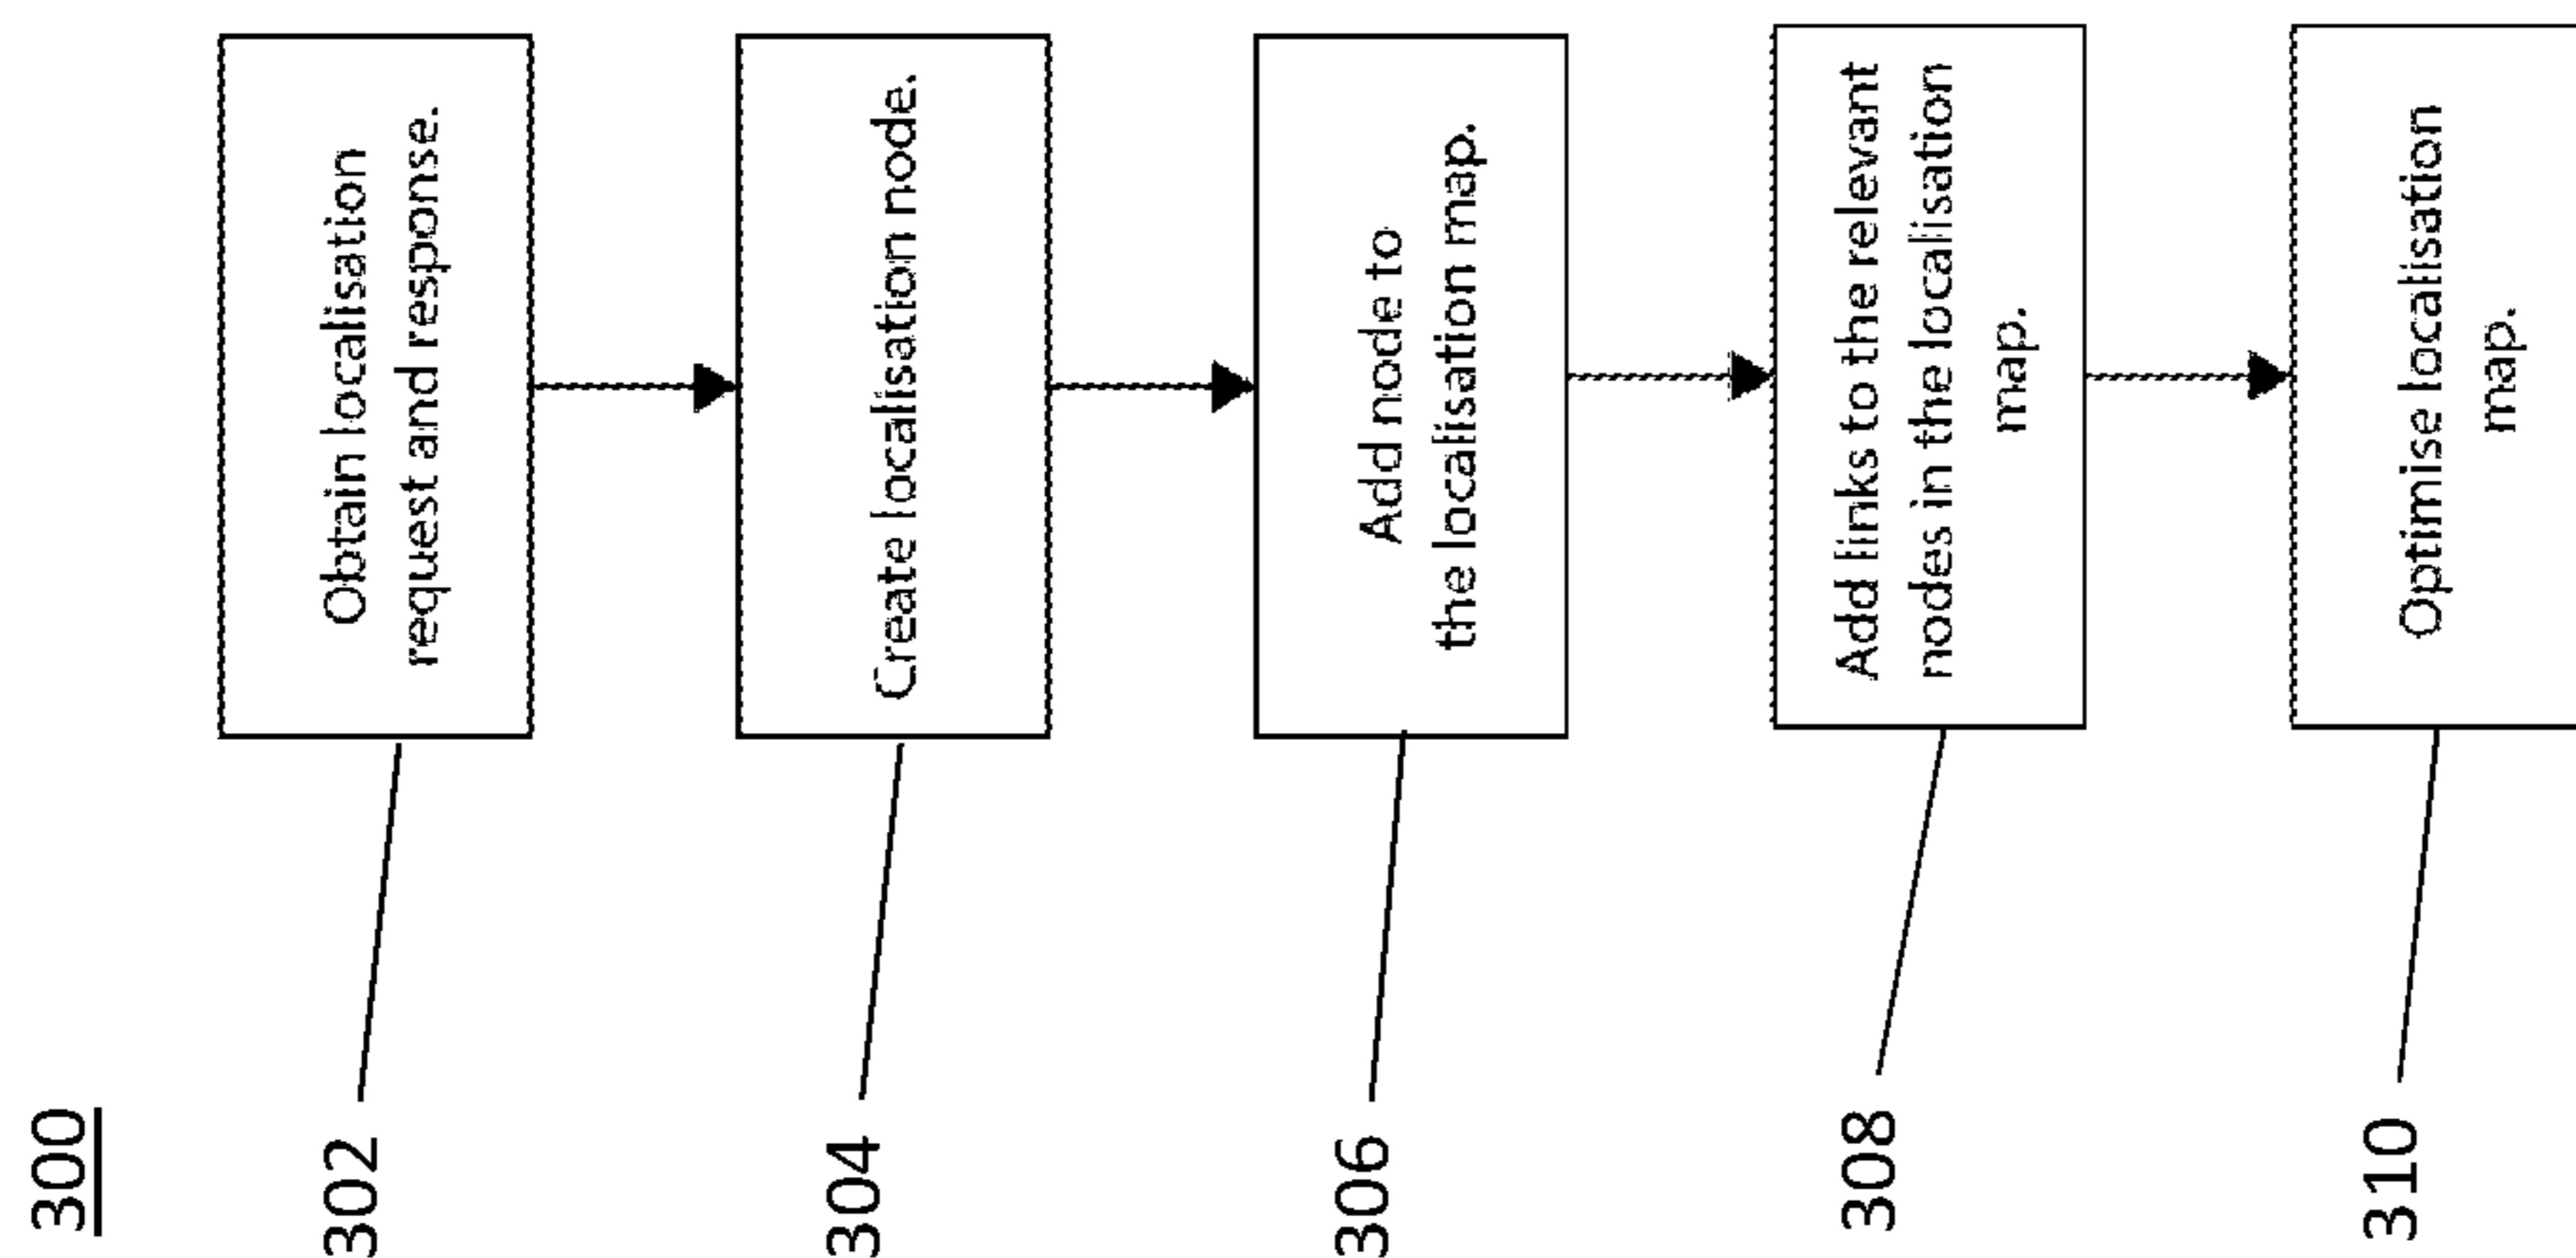 300
302
Obtain localisation
request and response.
304
Create localisation node.
306
Add node to
the localisation map.
308
Add links to the relevant
nodes in the localisation
map.
310
Optimise localisation
map.